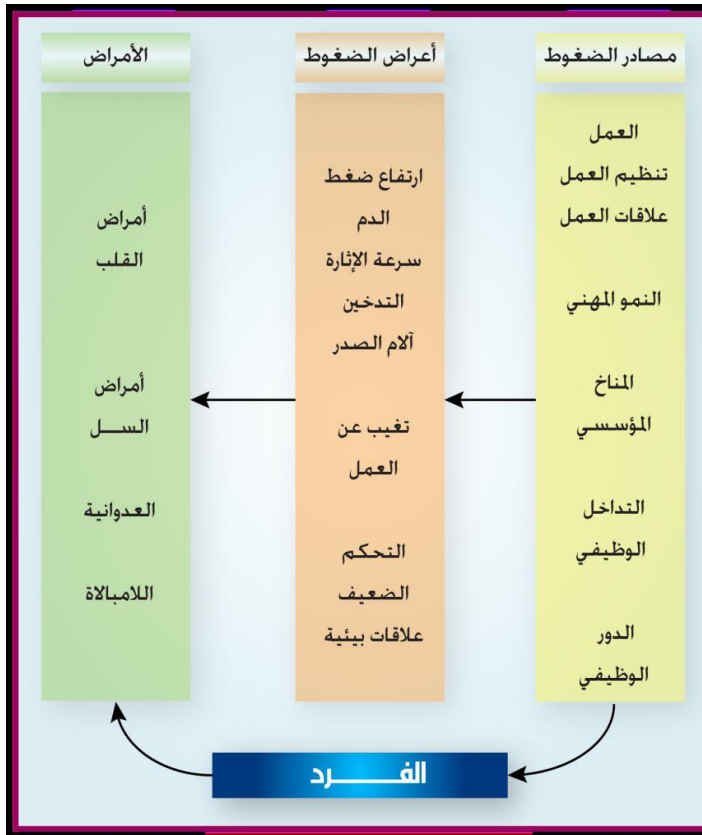 مصادر الضغوط
العمل
تنظيم العمل
علاقات العمل
النمو المهني
المناخ
المؤسسي
التداخل
الوظيفي
الدور
الوظيفي
أعراض الضغوط
ارتفاع ضغط
الدم
سرعة الإثارة
التدخين
آلام الصدر
تغيب عن
العمل
التحكم
الضعيف
علاقات بيئية
الأمراض
أمراض
القلب
أمراض
الســـل
العدوانية
اللامبالاة
الفــــرد